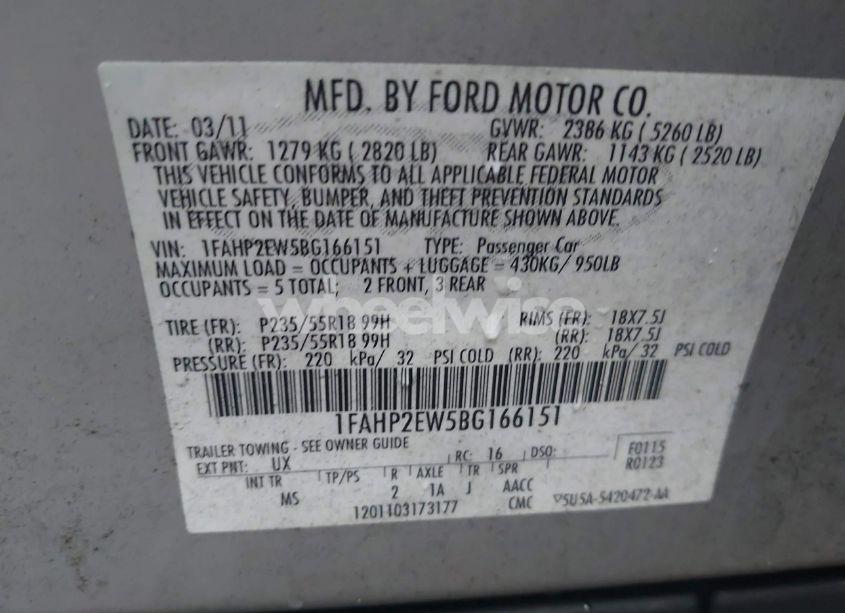 MFD. BY FORD MOTOR CO.
DATE: 03/11 GVWR: 2386 KG ( 5260 LB)
FRONT GAWR: 1279 KG ( 2820 LB) REAR GAWR: 1143 KG ( 2520 LB)
THIS VEHICLE CONFORMS TO ALL APPLICABLE FEDERAL MOTOR
VEHICLE SAFETY, BUMPER, AND THEFT PREVENTION STANDARDS
IN EFFECT ON THE DATE OF MANUFACTURE SHOWN ABOVE.
VIN: 1FAHP2EW5BG166151 TYPE: Passenger Car
MAXIMUM LOAD = OCCUPANTS + LUGGAGE = 430KG/ 950LB
OCCUPANTS = 5 TOTAL; 2 FRONT, 3 REAR
wheelwise
TIRE (FR): P235/55R18 99H RIMS (FR): 18X7.5J
(RR): P235/55R18 99H (RR): 18X7.5J
PRESSURE (FR): 220 kPa/ 32 PSI COLD (RR): 220 kPa/ 32 PSI COLD
1FAHP2EW5BG166151
TRAILER TOWING - SEE OWNER GUIDE
EXT PNT: UX RC: 16 DSO: F0115
R0123
INT TR TP/PS R AXLE TR SPR
MS 2 1A J AACC
1201103173177 CMC ▽5U5A-5420472-AA